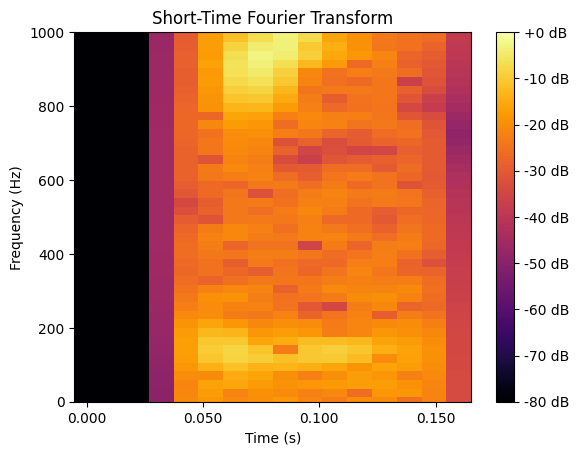 Short-Time Fourier Transform
1000
800
600
400
200
0
Frequency (Hz)
0.000
0.050
0.100
0.150
Time (s)
+0 dB
-10 dB
-20 dB
-30 dB
-40 dB
-50 dB
-60 dB
-70 dB
-80 dB